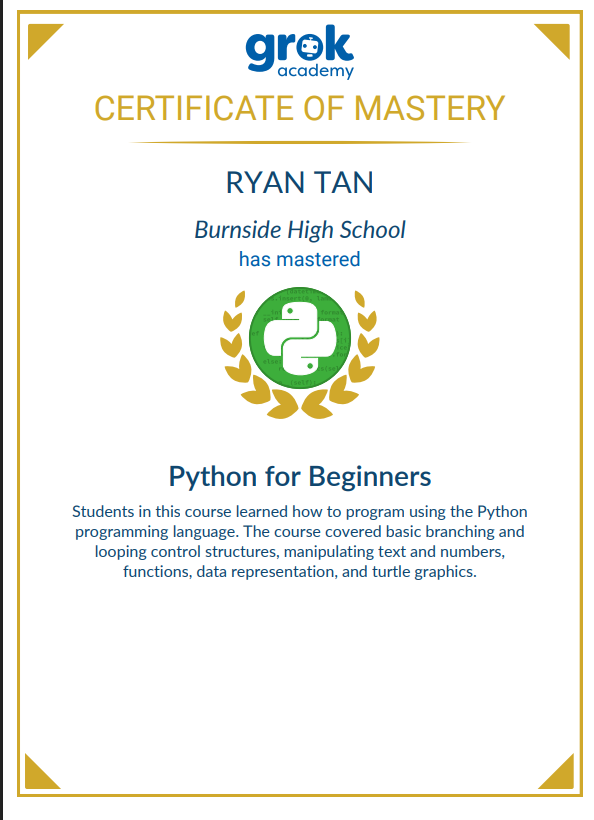 grok
academy
CERTIFICATE OF MASTERY
RYAN TAN
Burnside High School
has mastered
Python for Beginners
Students in this course learned how to program using the Python
programming language. The course covered basic branching and
looping control structures, manipulating text and numbers,
functions, data representation, and turtle graphics.